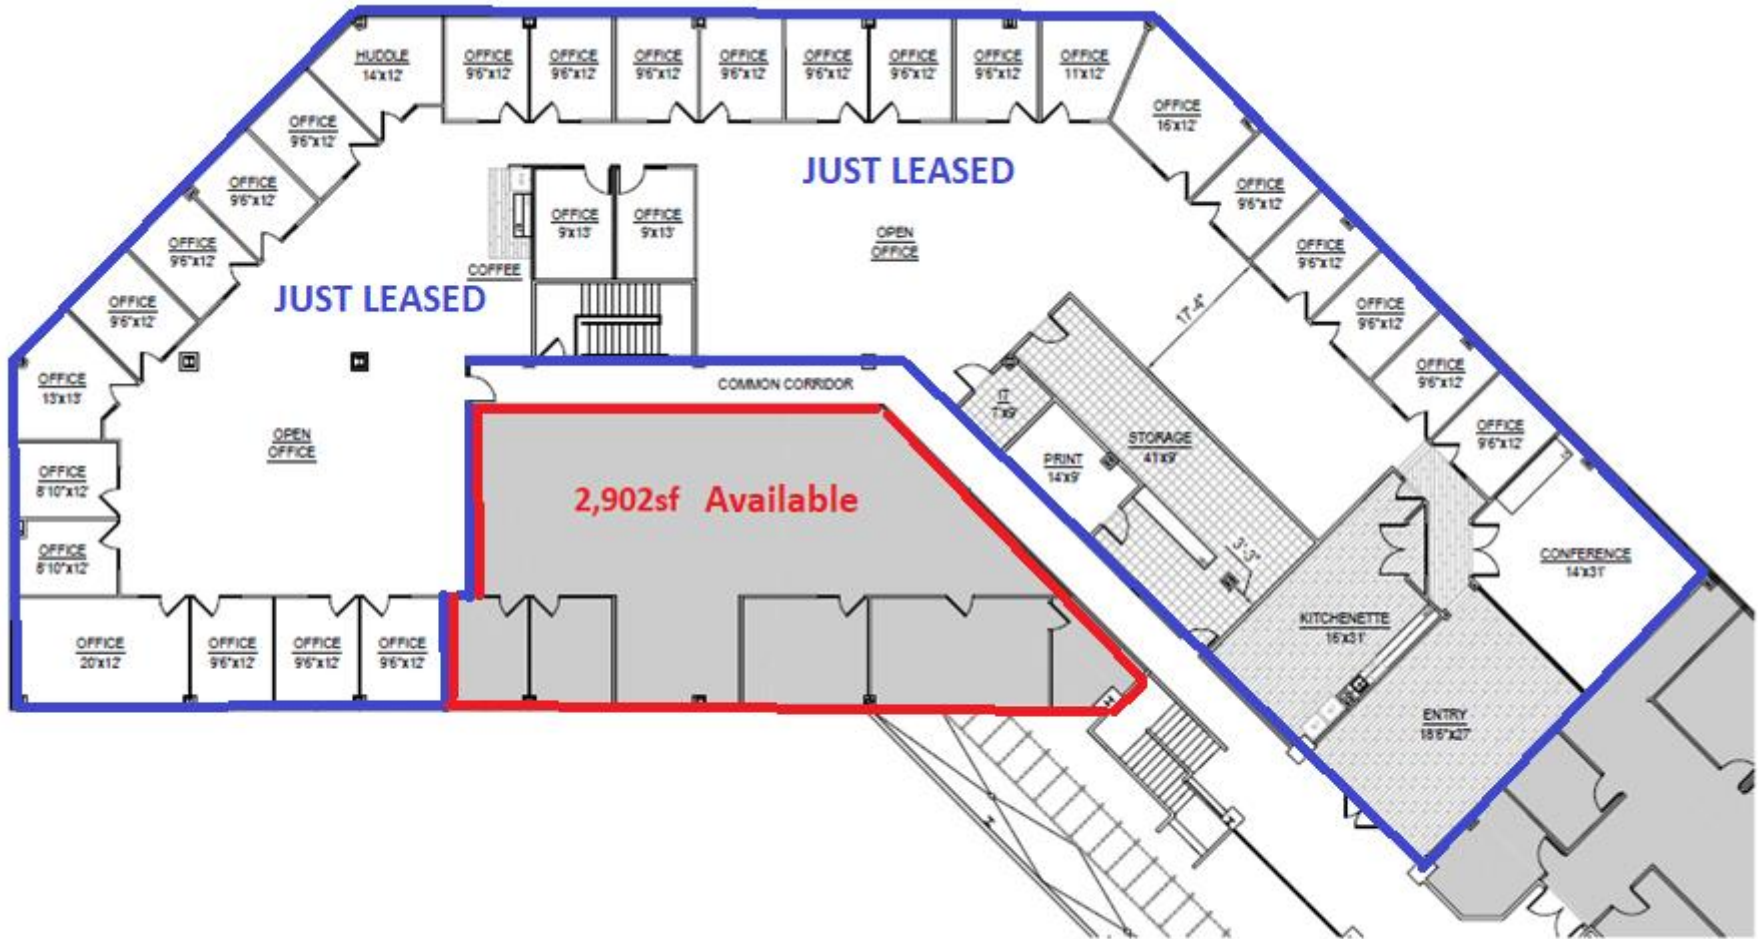 HUDDLE
14'x12'
OFFICE
9'6"x12'
OFFICE
9'6"x12'
OFFICE
9'6"x12'
OFFICE
9'6"x12'
OFFICE
9'6"x12'
OFFICE
9'6"x12'
OFFICE
9'6"x12'
OFFICE
11'x12'
OFFICE
16'x12'
OFFICE
9'6"x12'
OFFICE
9'6"x12'
OFFICE
9'6"x12'
OFFICE
9'6"x12'
OFFICE
13'x13'
OFFICE
8'10"x12'
OFFICE
8'10"x12'
OFFICE
20'x12'
OFFICE
9'6"x12'
OFFICE
9'6"x12'
OFFICE
9'6"x12'
JUST LEASED
OPEN
OFFICE
COFFEE
OFFICE
9'x13'
OFFICE
9'x13'
JUST LEASED
OPEN
OFFICE
COMMON CORRIDOR
2,902sf Available
17'-4"
OFFICE
9'6"x12'
OFFICE
9'6"x12'
OFFICE
9'6"x12'
OFFICE
9'6"x12'
OFFICE
9'6"x12'
IT
7'x9'
PRINT
14'x9'
STORAGE
41'x9'
3'-3"
CONFERENCE
14'x31'
KITCHENETTE
16'x31'
ENTRY
18'6"x27'